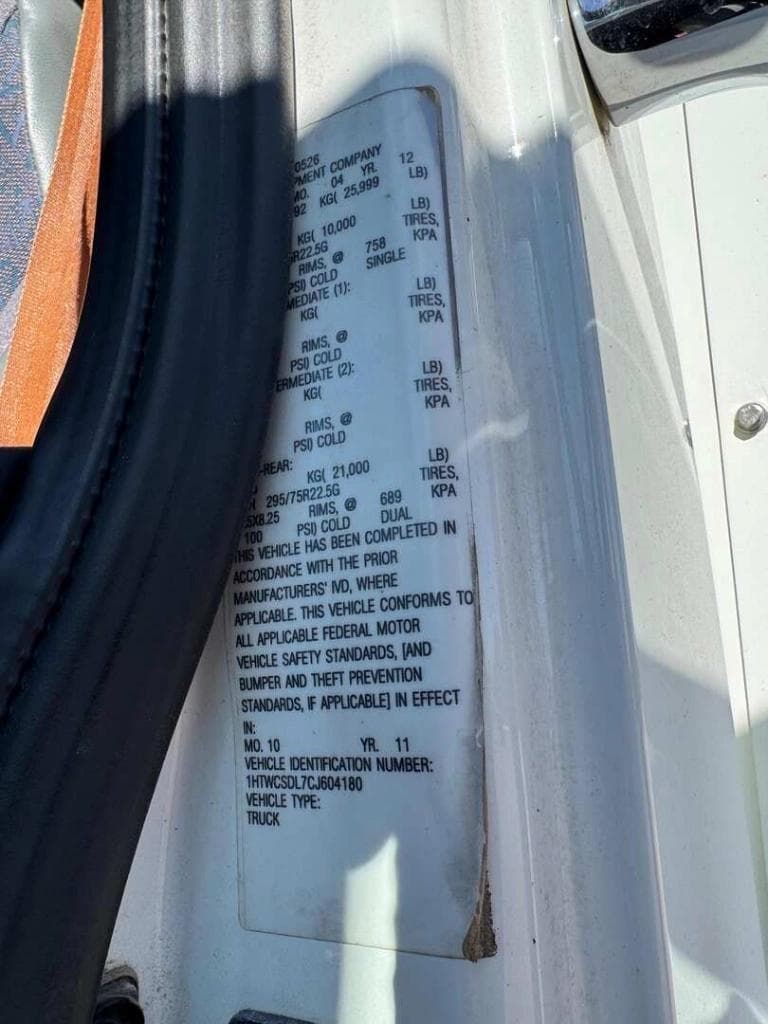 0526
PMENT COMPANY
MO. 04 YR. 12
92 KG( 25,999 LB)
KG( 10,000 LB)
R22.5G TIRES,
RIMS, @ 758 KPA
PSI) COLD SINGLE
MEDIATE (1):
KG( LB)
TIRES,
RIMS, @ KPA
PSI) COLD
ERMEDIATE (2):
KG( LB)
TIRES,
RIMS, @ KPA
PSI) COLD
-REAR:
KG( 21,000 LB)
295/75R22.5G TIRES,
5X8.25 RIMS, @ 689 KPA
100 PSI) COLD DUAL
THIS VEHICLE HAS BEEN COMPLETED IN
ACCORDANCE WITH THE PRIOR
MANUFACTURERS' IVD, WHERE
APPLICABLE. THIS VEHICLE CONFORMS TO
ALL APPLICABLE FEDERAL MOTOR
VEHICLE SAFETY STANDARDS, [AND
BUMPER AND THEFT PREVENTION
STANDARDS, IF APPLICABLE] IN EFFECT
IN:
MO. 10 YR. 11
VEHICLE IDENTIFICATION NUMBER:
1HTWCSDL7CJ604180
VEHICLE TYPE:
TRUCK